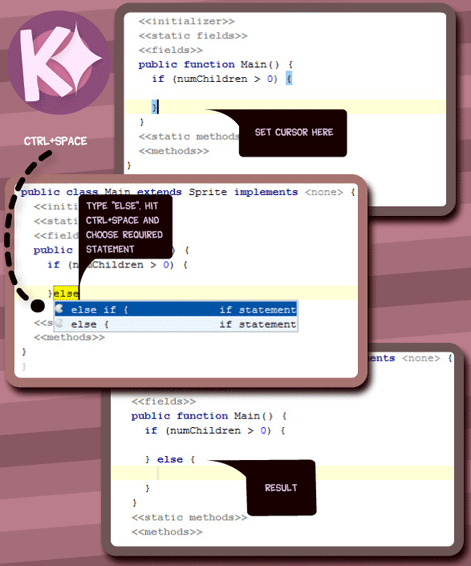 K
<<initializer>>
<<static fields>>
<<fields>>
public function Main() {
if (numChildren > 0) {
}
}
<<static methods>>
<<methods>>
}
SET CURSOR HERE
CTRL+SPACE
public class Main extends Sprite implements <none> {
<<init
<<stat
<<field
public ) {
if (numChildren > 0) {
}else
TYPE "ELSE", HIT
CTRL+SPACE AND
CHOOSE REQUIRED
STATEMENT
else if { if statement
else { if statement
<<s
<<methods>>
}
}
ements <none> {
<<fields>>
public function Main() {
if (numChildren > 0) {
} else {
}
}
<<static methods>>
<<methods>>
RESULT